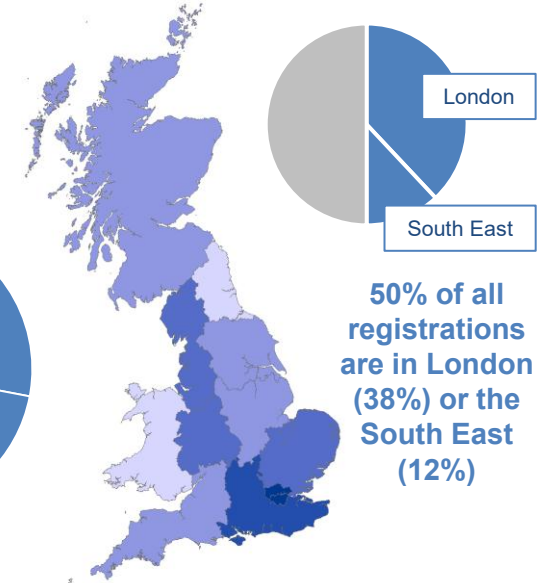 London
South East
50% of all
registrations
are in London
(38%) or the
South East
(12%)